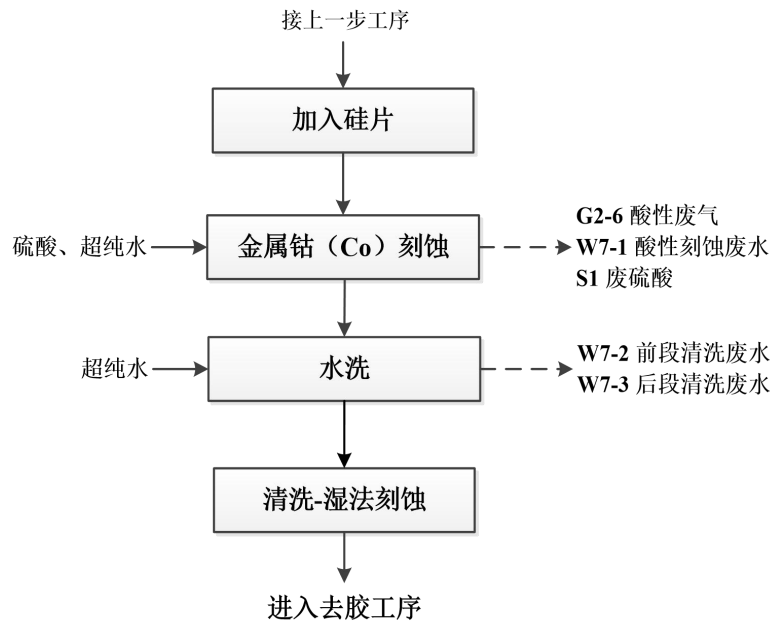 接上一步工序
加入硅片
硫酸、超纯水
金属钴（Co）刻蚀
G2-6 酸性废气
W7-1 酸性刻蚀废水
S1 废硫酸
超纯水
水洗
W7-2 前段清洗废水
W7-3 后段清洗废水
清洗-湿法刻蚀
进入去胶工序